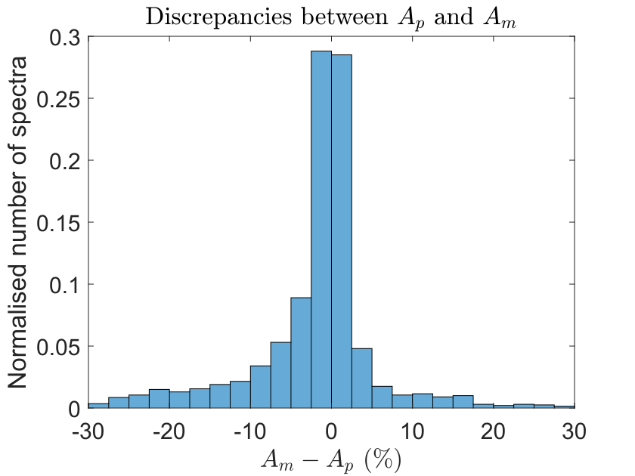 Discrepancies between A_p and A_m
Normalised number of spectra
0.3
0.25
0.2
0.15
0.1
0.05
0
-30 -20 -10 0 10 20 30
A_m − A_p (%)